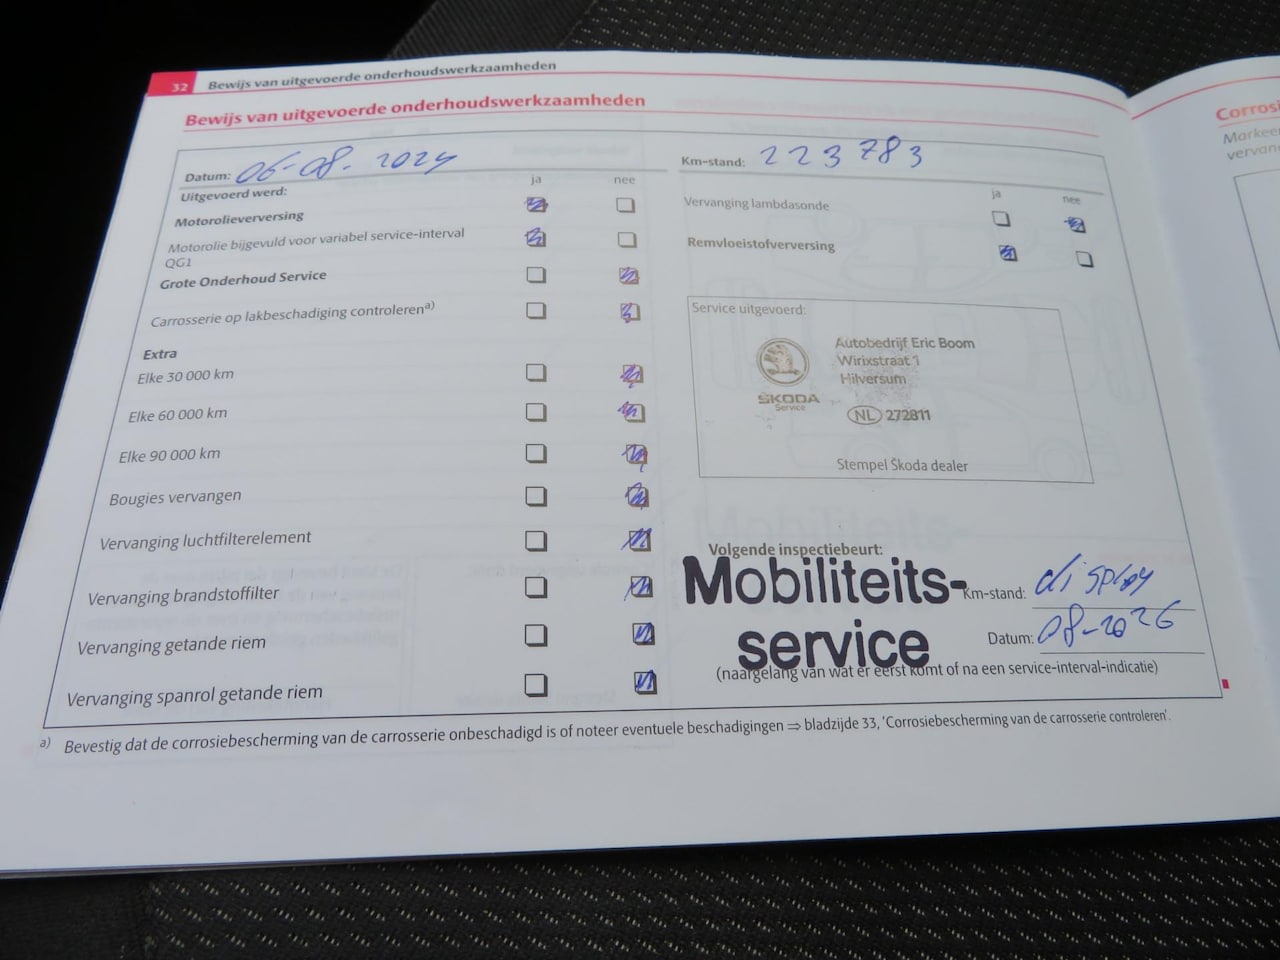 32 Bewijs van uitgevoerde onderhoudswerkzaamheden
Bewijs van uitgevoerde onderhoudswerkzaamheden
Datum: 06-08-2024
Uitgevoerd werd:
ja nee
Motorolieverversing
Motorolie bijgevuld voor variabel service-interval
QG1
Grote Onderhoud Service
Carrosserie op lakbeschadiging controleren a)
Extra
Elke 30 000 km
Elke 60 000 km
Elke 90 000 km
Bougies vervangen
Vervanging luchtfilterelement
Vervanging brandstoffilter
Vervanging getande riem
Vervanging spanrol getande riem
Km-stand: 223783
ja nee
Vervanging lambdasonde
Remvloeistofverversing
Service uitgevoerd:
ŠKODA
Service
Autobedrijf Eric Boom
Wirixstraat 1
Hilversum
NL 272811
Stempel Škoda dealer
Volgende inspectiebeurt:
Mobiliteits-
service
Km-stand: display
Datum: 08-2026
(naargelang van wat er eerst komt of na een service-interval-indicatie)
a) Bevestig dat de corrosiebescherming van de carrosserie onbeschadigd is of noteer eventuele beschadigingen ⇒ bladzijde 33, 'Corrosiebescherming van de carrosserie controleren'.